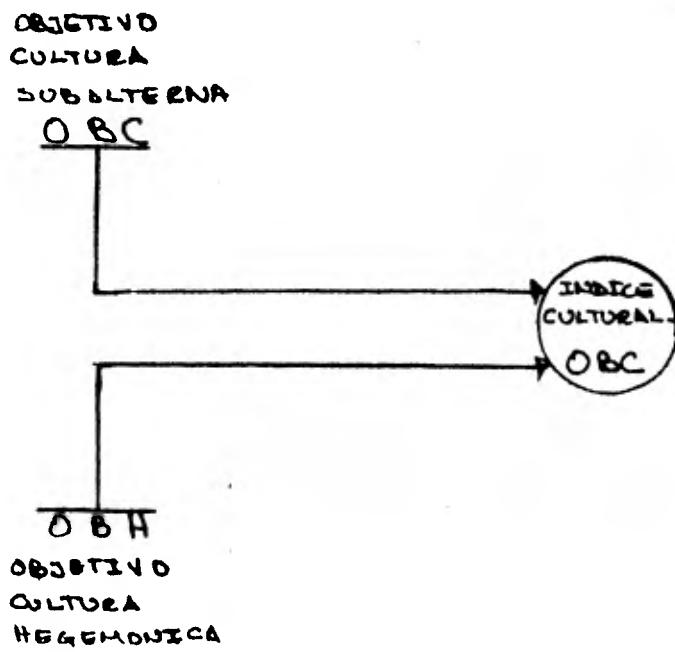 OBJETIVO
CULTURA
SUBALTERNA
OBC
INDICE
CULTURAL
OBC
OBH
OBJETIVO
CULTURA
HEGEMONICA